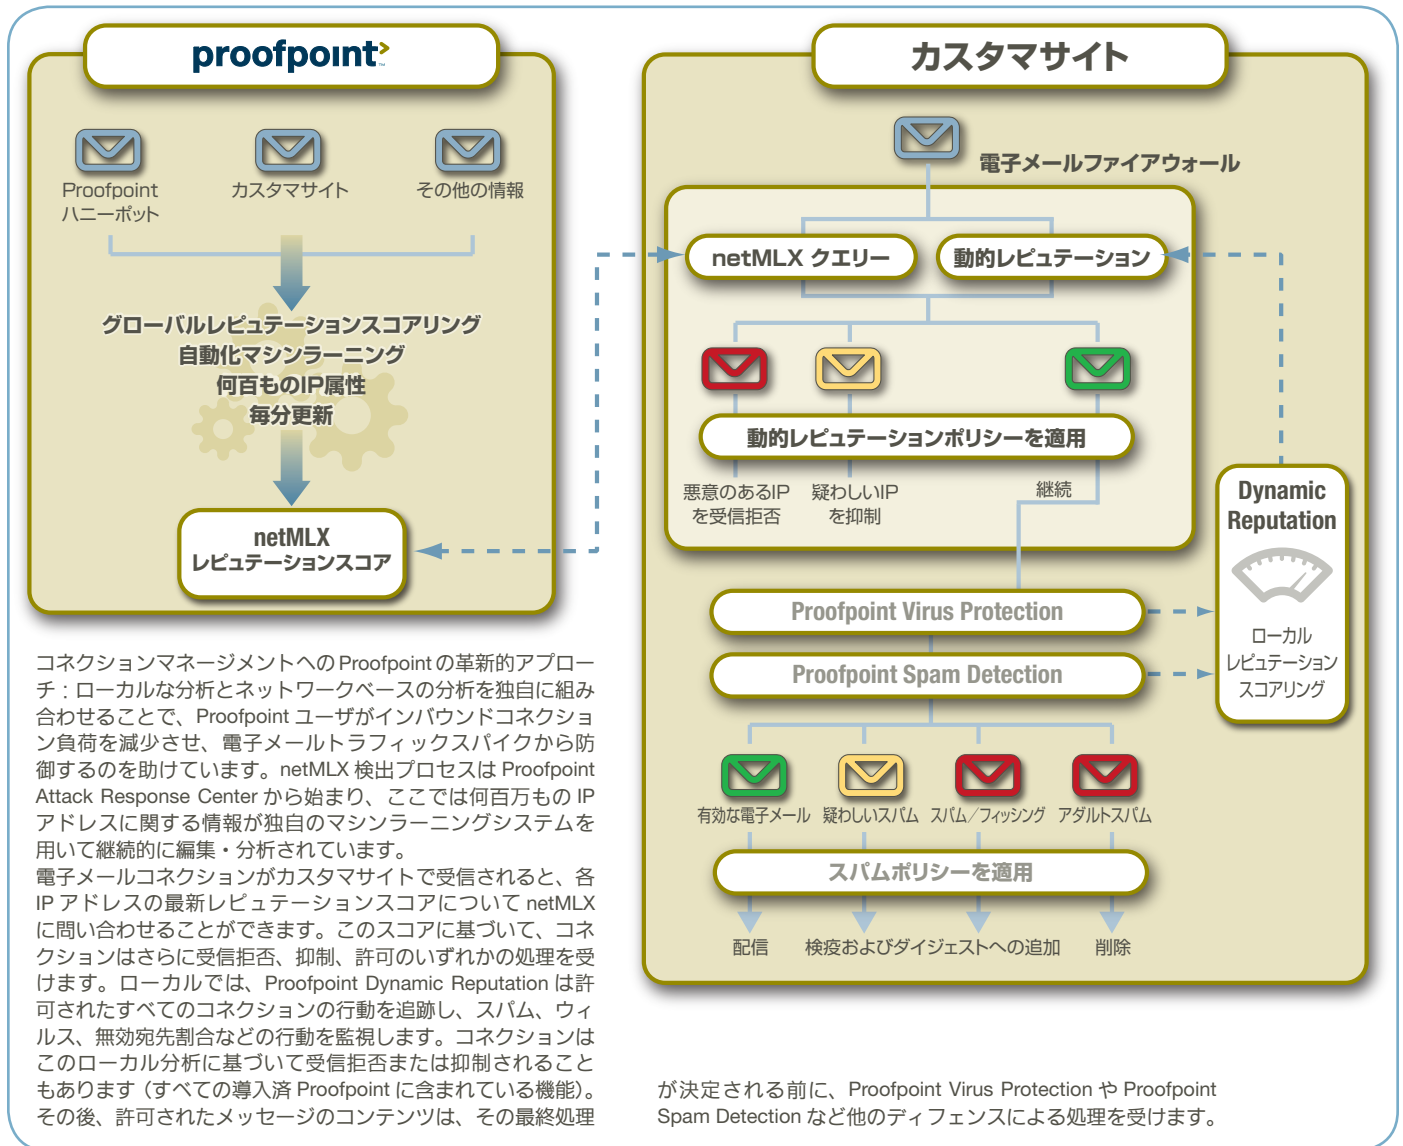 proofpoint
Proofpoint
ハニーポット
カスタマサイト
その他の情報
グローバルレピュテーションスコアリング
自動化マシンラーニング
何百ものIP属性
毎分更新
netMLX
レピュテーションスコア
カスタマサイト
電子メールファイアウォール
netMLX クエリー
動的レピュテーション
動的レピュテーションポリシーを適用
悪意のあるIP
を受信拒否
疑わしいIP
を抑制
継続
Dynamic
Reputation
ローカル
レピュテーション
スコアリング
Proofpoint Virus Protection
Proofpoint Spam Detection
有効な電子メール
疑わしいスパム
スパム／フィッシング
アダルトスパム
スパムポリシーを適用
配信
検疫およびダイジェストへの追加
削除
コネクションマネージメントへの Proofpoint の革新的アプロー
チ：ローカルな分析とネットワークベースの分析を独自に組み
合わせることで、Proofpoint ユーザがインバウンドコネクショ
ン負荷を減少させ、電子メールトラフィックスパイクから防
御するのを助けています。netMLX 検出プロセスは Proofpoint
Attack Response Center から始まり、ここでは何百万もの IP
アドレスに関する情報が独自のマシンラーニングシステムを
用いて継続的に編集・分析されています。
電子メールコネクションがカスタマサイトで受信されると、各
IP アドレスの最新レピュテーションスコアについて netMLX
に問い合わせることができます。このスコアに基づいて、コネ
クションはさらに受信拒否、抑制、許可のいずれかの処理を受
けます。ローカルでは、Proofpoint Dynamic Reputation は許
可されたすべてのコネクションの行動を追跡し、スパム、ウィ
ルス、無効宛先割合などの行動を監視します。コネクションは
このローカル分析に基づいて受信拒否または抑制されること
もあります（すべての導入済 Proofpoint に含まれている機能）。
その後、許可されたメッセージのコンテンツは、その最終処理
が決定される前に、Proofpoint Virus Protection や Proofpoint
Spam Detection など他のディフェンスによる処理を受けます。